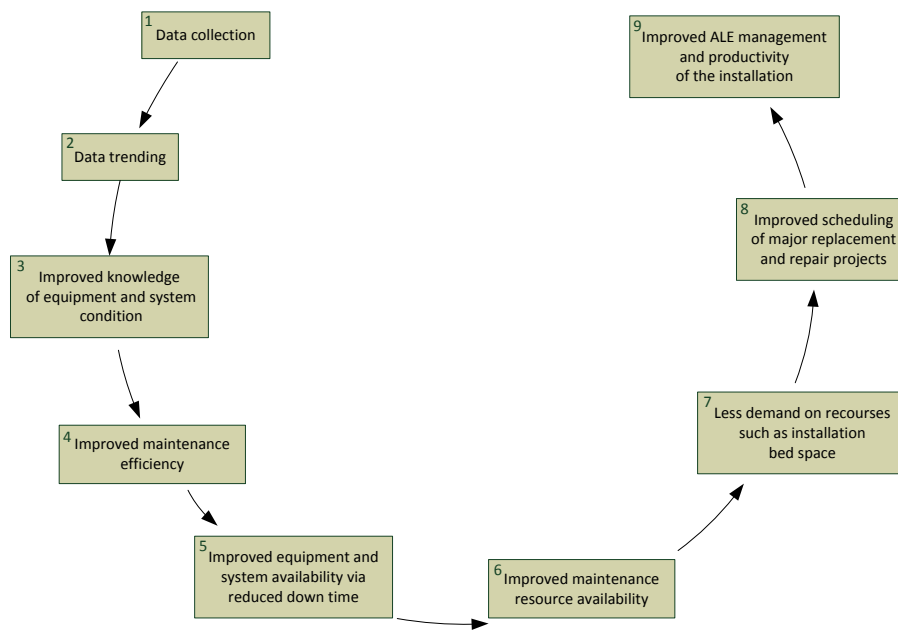 1
Data collection
2
Data trending
3
Improved knowledge
of equipment and system
condition
4
Improved maintenance
efficiency
5
Improved equipment and
system availability via
reduced down time
6
Improved maintenance
resource availability
7
Less demand on recourses
such as installation
bed space
8
Improved scheduling
of major replacement
and repair projects
9
Improved ALE management
and productivity
of the installation